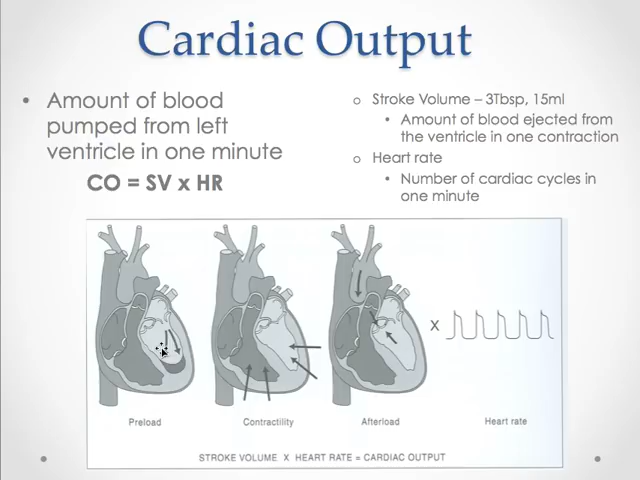 Cardiac Output
• Amount of blood
pumped from left
ventricle in one minute
CO = SV x HR
o Stroke Volume – 3Tbsp, 15ml
• Amount of blood ejected from
the ventricle in one contraction
o Heart rate
• Number of cardiac cycles in
one minute
X
Preload Contractility Afterload Heart rate
STROKE VOLUME X HEART RATE = CARDIAC OUTPUT